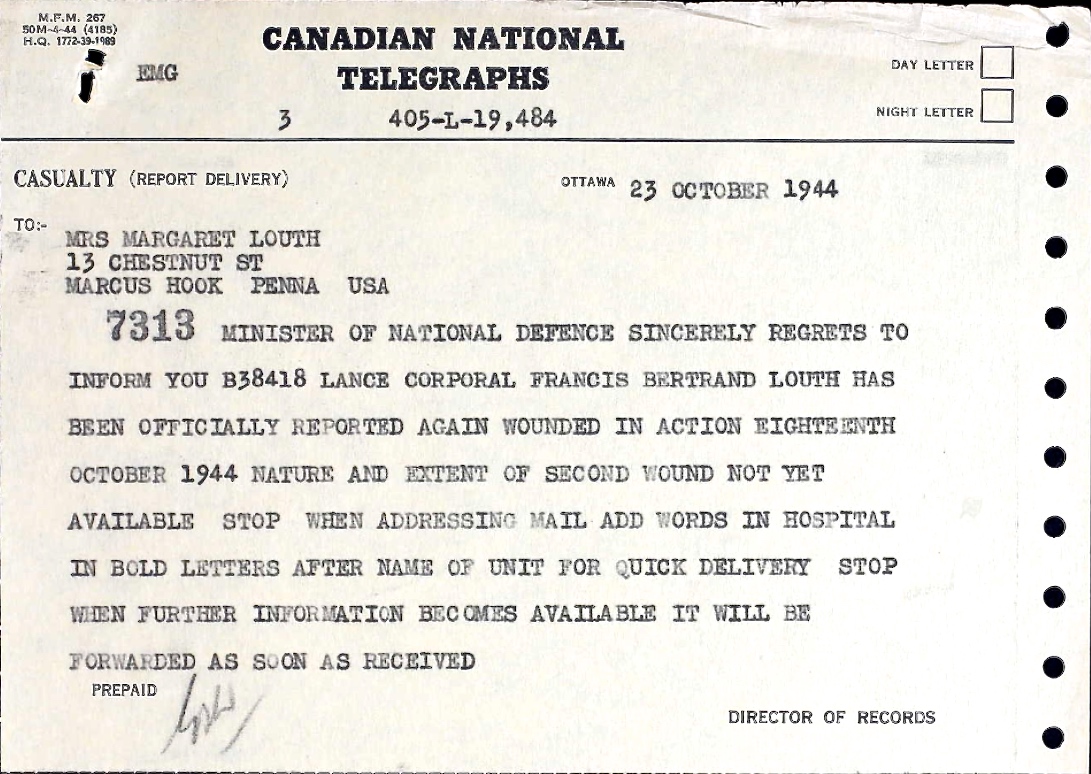 M.F.M. 267
50M-4-44 (4185)
H.Q. 1772-39-1989
EMG
CANADIAN NATIONAL
TELEGRAPHS
DAY LETTER
NIGHT LETTER
3 405-L-19,484
CASUALTY (REPORT DELIVERY)
OTTAWA 23 OCTOBER 1944
TO:-
MRS MARGARET LOUTH
13 CHESTNUT ST
MARCUS HOOK PENNA USA
7313 MINISTER OF NATIONAL DEFENCE SINCERELY REGRETS TO
INFORM YOU B38418 LANCE CORPORAL FRANCIS BERTRAND LOUTH HAS
BEEN OFFICIALLY REPORTED AGAIN WOUNDED IN ACTION EIGHTEENTH
OCTOBER 1944 NATURE AND EXTENT OF SECOND WOUND NOT YET
AVAILABLE STOP WHEN ADDRESSING MAIL ADD WORDS IN HOSPITAL
IN BOLD LETTERS AFTER NAME OF UNIT FOR QUICK DELIVERY STOP
WHEN FURTHER INFORMATION BECOMES AVAILABLE IT WILL BE
FORWARDED AS SOON AS RECEIVED
PREPAID
DIRECTOR OF RECORDS